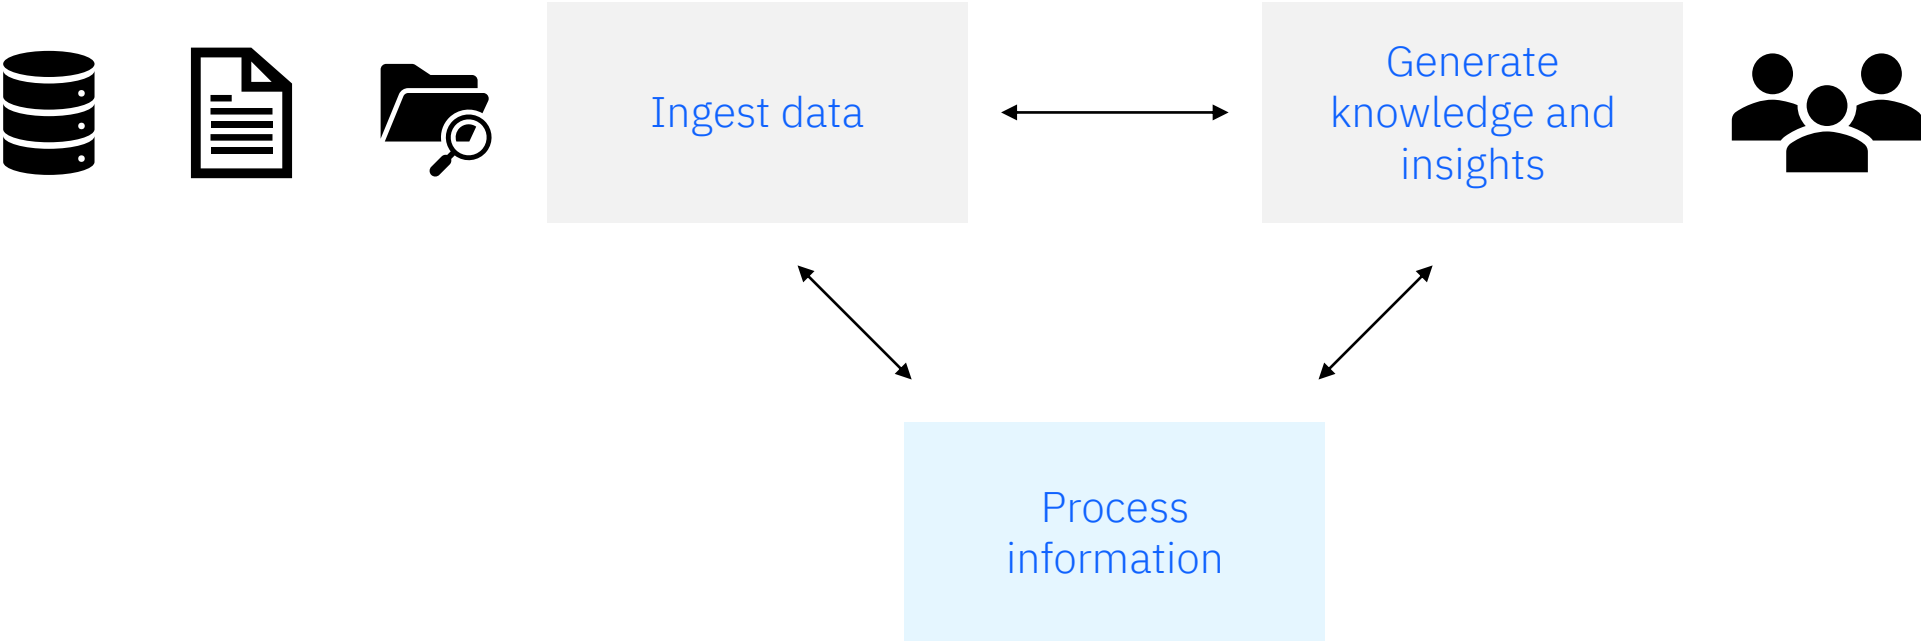 Ingest data
Generate
knowledge and
insights
Process
information